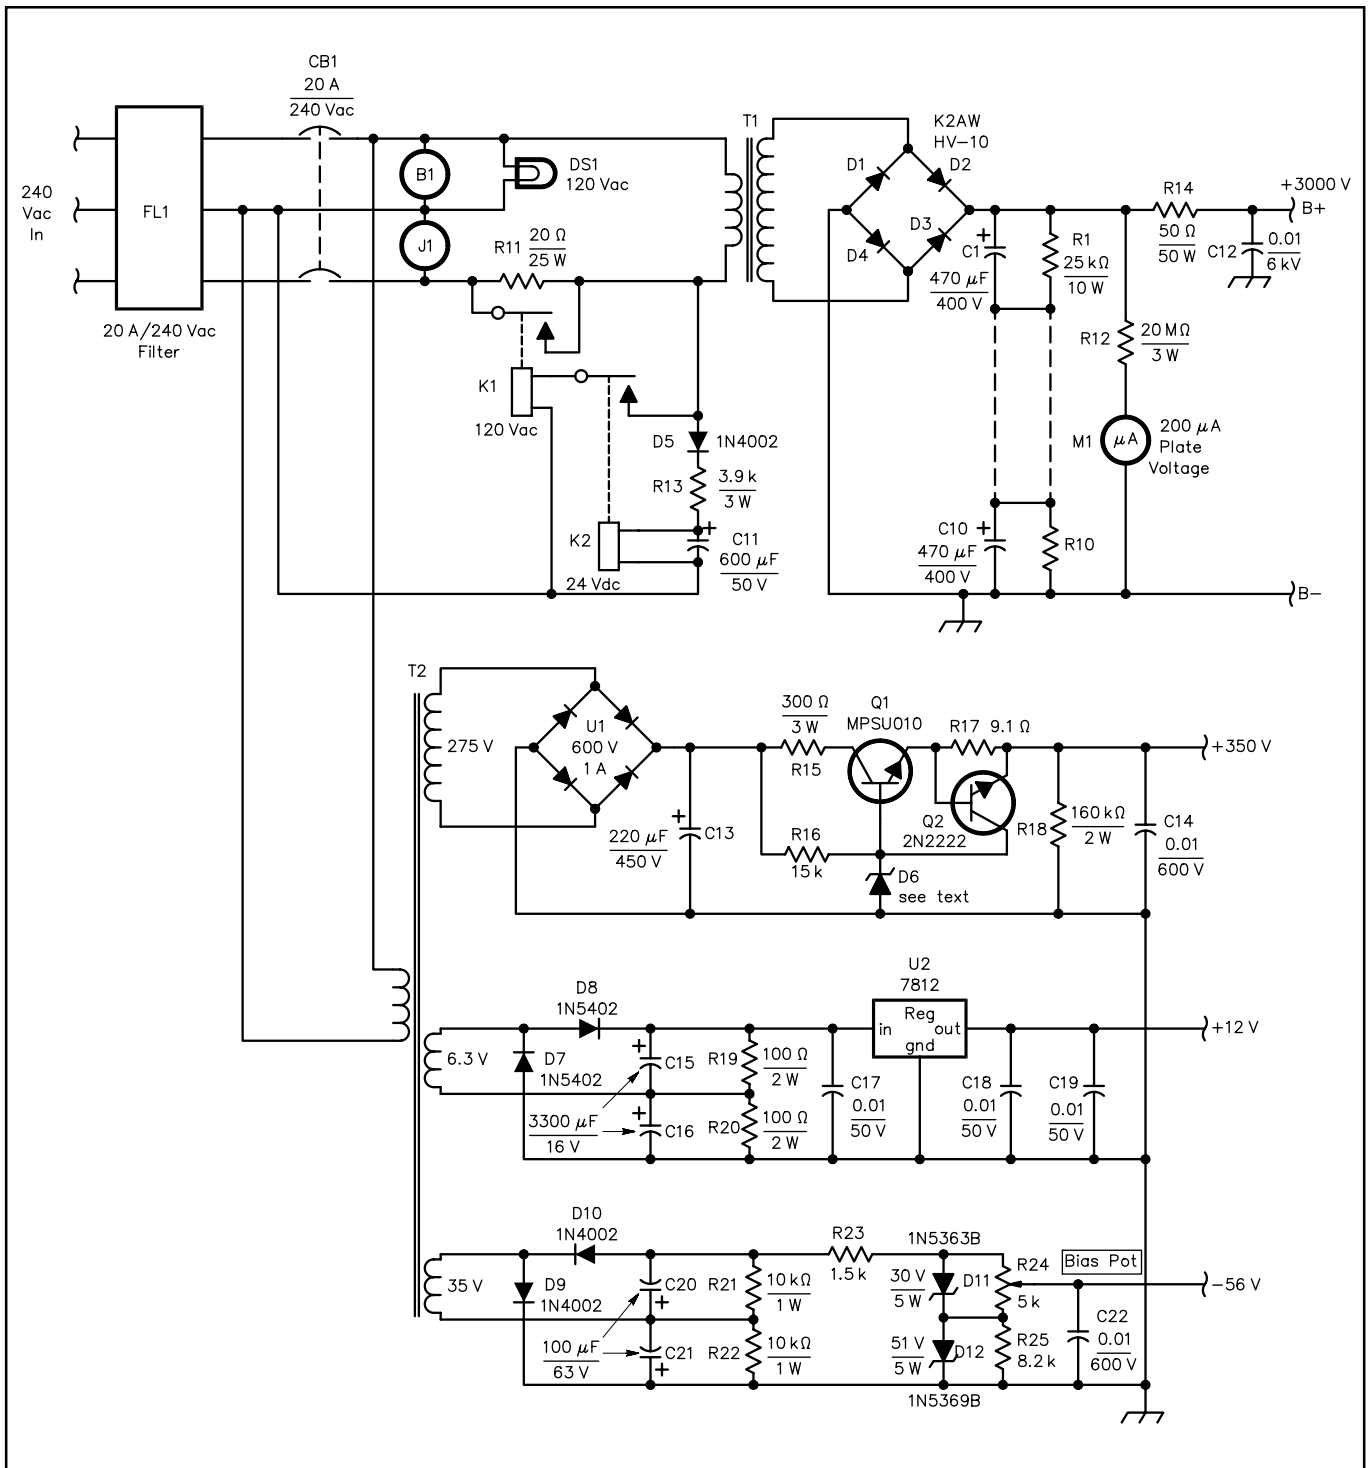 CB1
20 A
240 Vac
240
Vac
In
FL1
20 A/240 Vac
Filter
B1
J1
DS1
120 Vac
R11
20 Ω
25 W
K1
120 Vac
K2
24 Vdc
D5
1N4002
R13
3.9 k
3 W
C11
600 μF
50 V
T1
K2AW
HV-10
D1
D2
D3
D4
C1
470 μF
400 V
R1
25 kΩ
10 W
R14
50 Ω
50 W
C12
0.01
6 kV
+3000 V
B+
R12
20 MΩ
3 W
M1
μA
200 μA
Plate
Voltage
C10
470 μF
400 V
R10
B-
T2
275 V
U1
600 V
1 A
220 μF
450 V
C13
300 Ω
3 W
R15
Q1
MPSU010
R17 9.1 Ω
R16
15 k
Q2
2N2222
D6
see text
R18
160 kΩ
2 W
C14
0.01
600 V
+350 V
6.3 V
D8
1N5402
D7
1N5402
3300 μF
16 V
C15
C16
R19
100 Ω
2 W
R20
100 Ω
2 W
C17
0.01
50 V
U2
7812
Reg
in
out
gnd
C18
0.01
50 V
C19
0.01
50 V
+12 V
35 V
D10
1N4002
D9
1N4002
100 μF
63 V
C20
C21
R21
10 kΩ
1 W
R22
10 kΩ
1 W
R23
1.5 k
1N5363B
30 V
5 W
D11
51 V
5 W
D12
1N5369B
R24
5 k
Bias Pot
R25
8.2 k
C22
0.01
600 V
-56 V